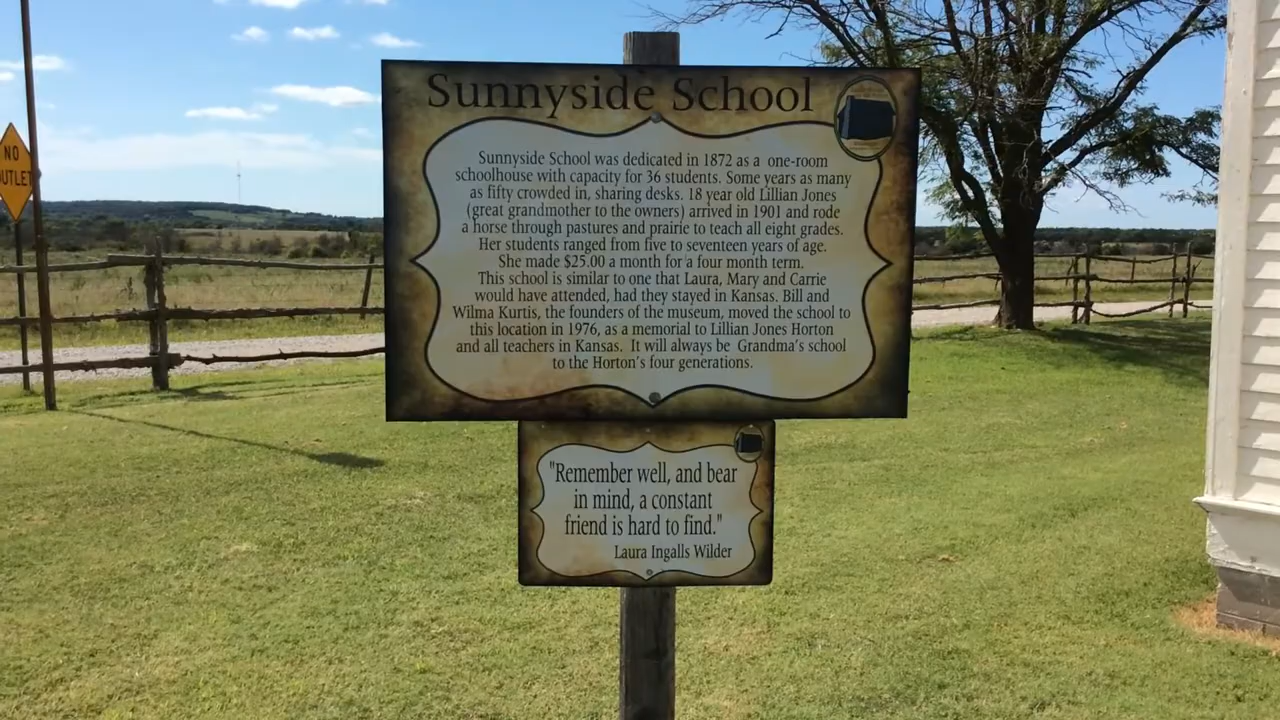 NO
OUTLET
Sunnyside School
Sunnyside School was dedicated in 1872 as a one-room
schoolhouse with capacity for 36 students. Some years as many
as fifty crowded in, sharing desks. 18 year old Lillian Jones
(great grandmother to the owners) arrived in 1901 and rode
a horse through pastures and prairie to teach all eight grades.
Her students ranged from five to seventeen years of age.
She made $25.00 a month for a four month term.
This school is similar to one that Laura, Mary and Carrie
would have attended, had they stayed in Kansas. Bill and
Wilma Kurtis, the founders of the museum, moved the school to
this location in 1976, as a memorial to Lillian Jones Horton
and all teachers in Kansas. It will always be Grandma's school
to the Horton's four generations.
"Remember well, and bear
in mind, a constant
friend is hard to find."
Laura Ingalls Wilder